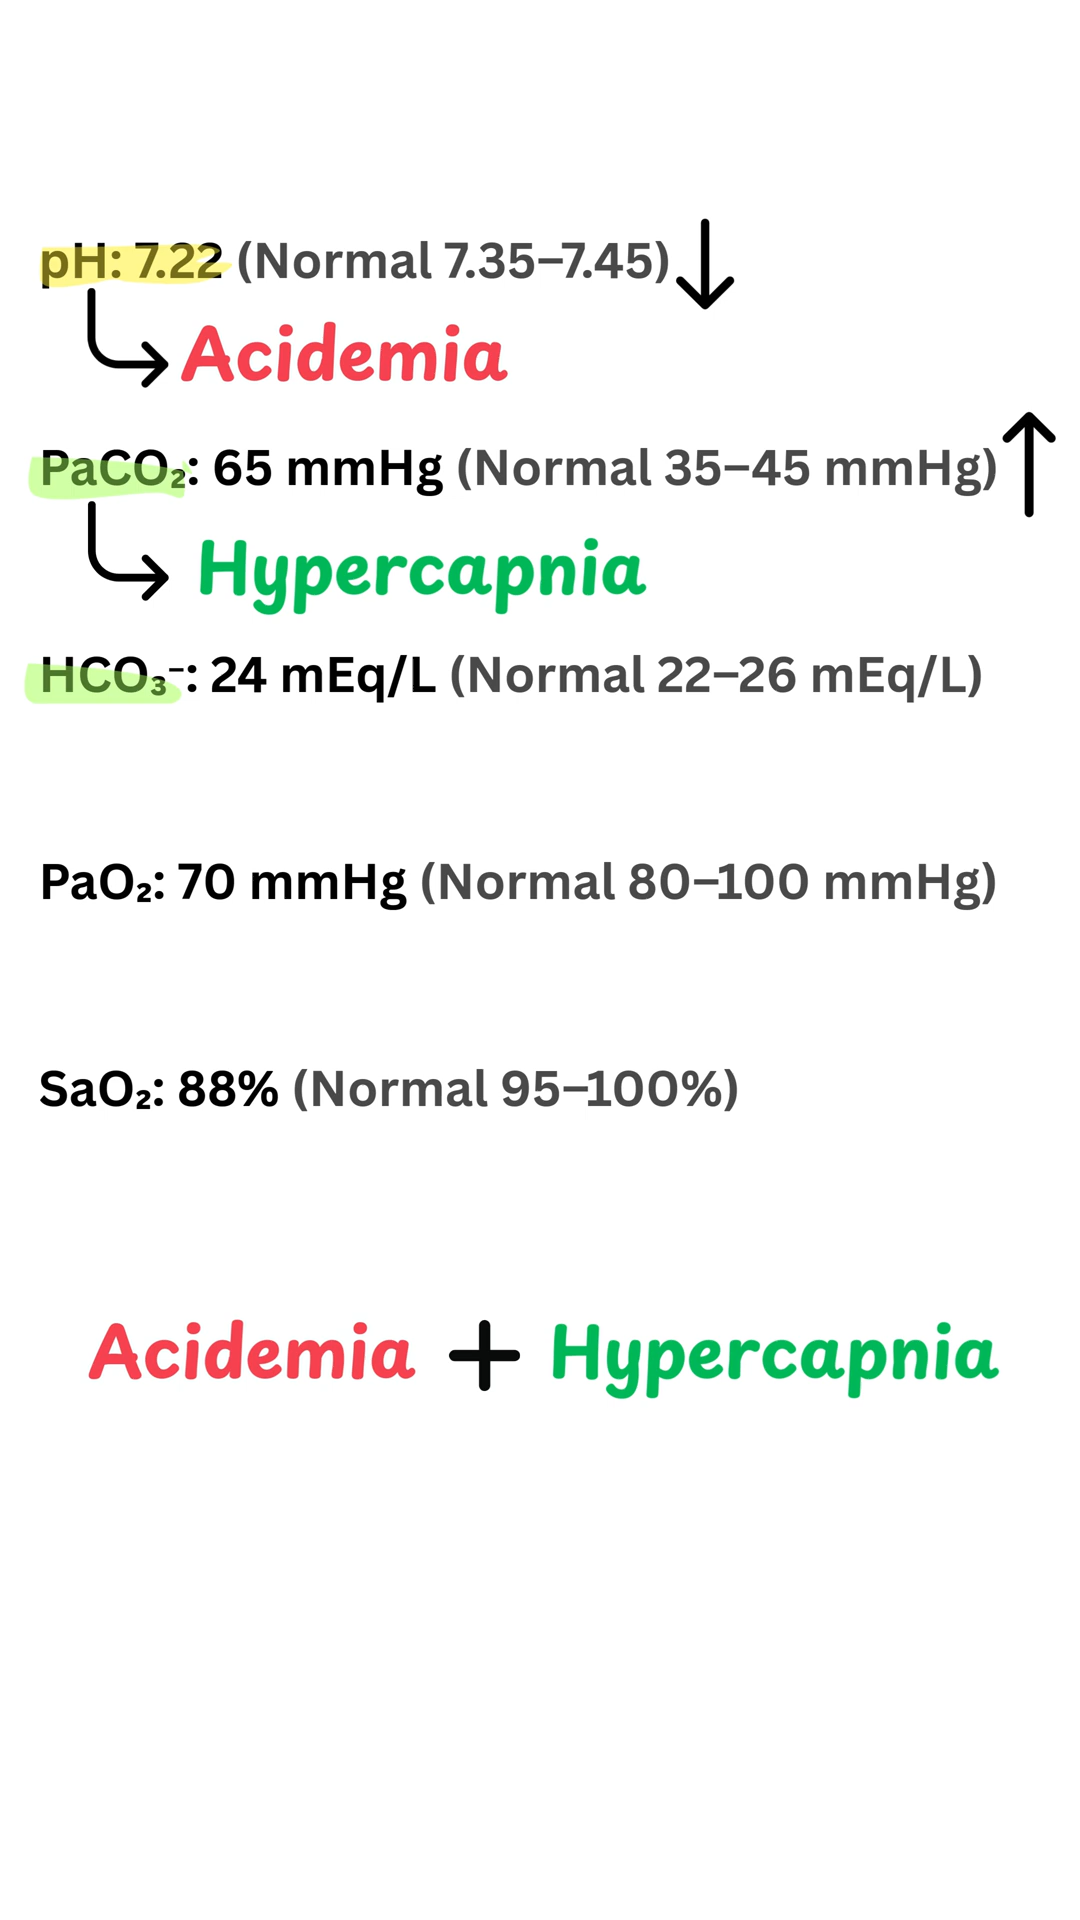 pH: 7.22 (Normal 7.35–7.45)
Acidemia
PaCO₂: 65 mmHg (Normal 35–45 mmHg)
Hypercapnia
HCO₃⁻: 24 mEq/L (Normal 22–26 mEq/L)
PaO₂: 70 mmHg (Normal 80–100 mmHg)
SaO₂: 88% (Normal 95–100%)
Acidemia + Hypercapnia